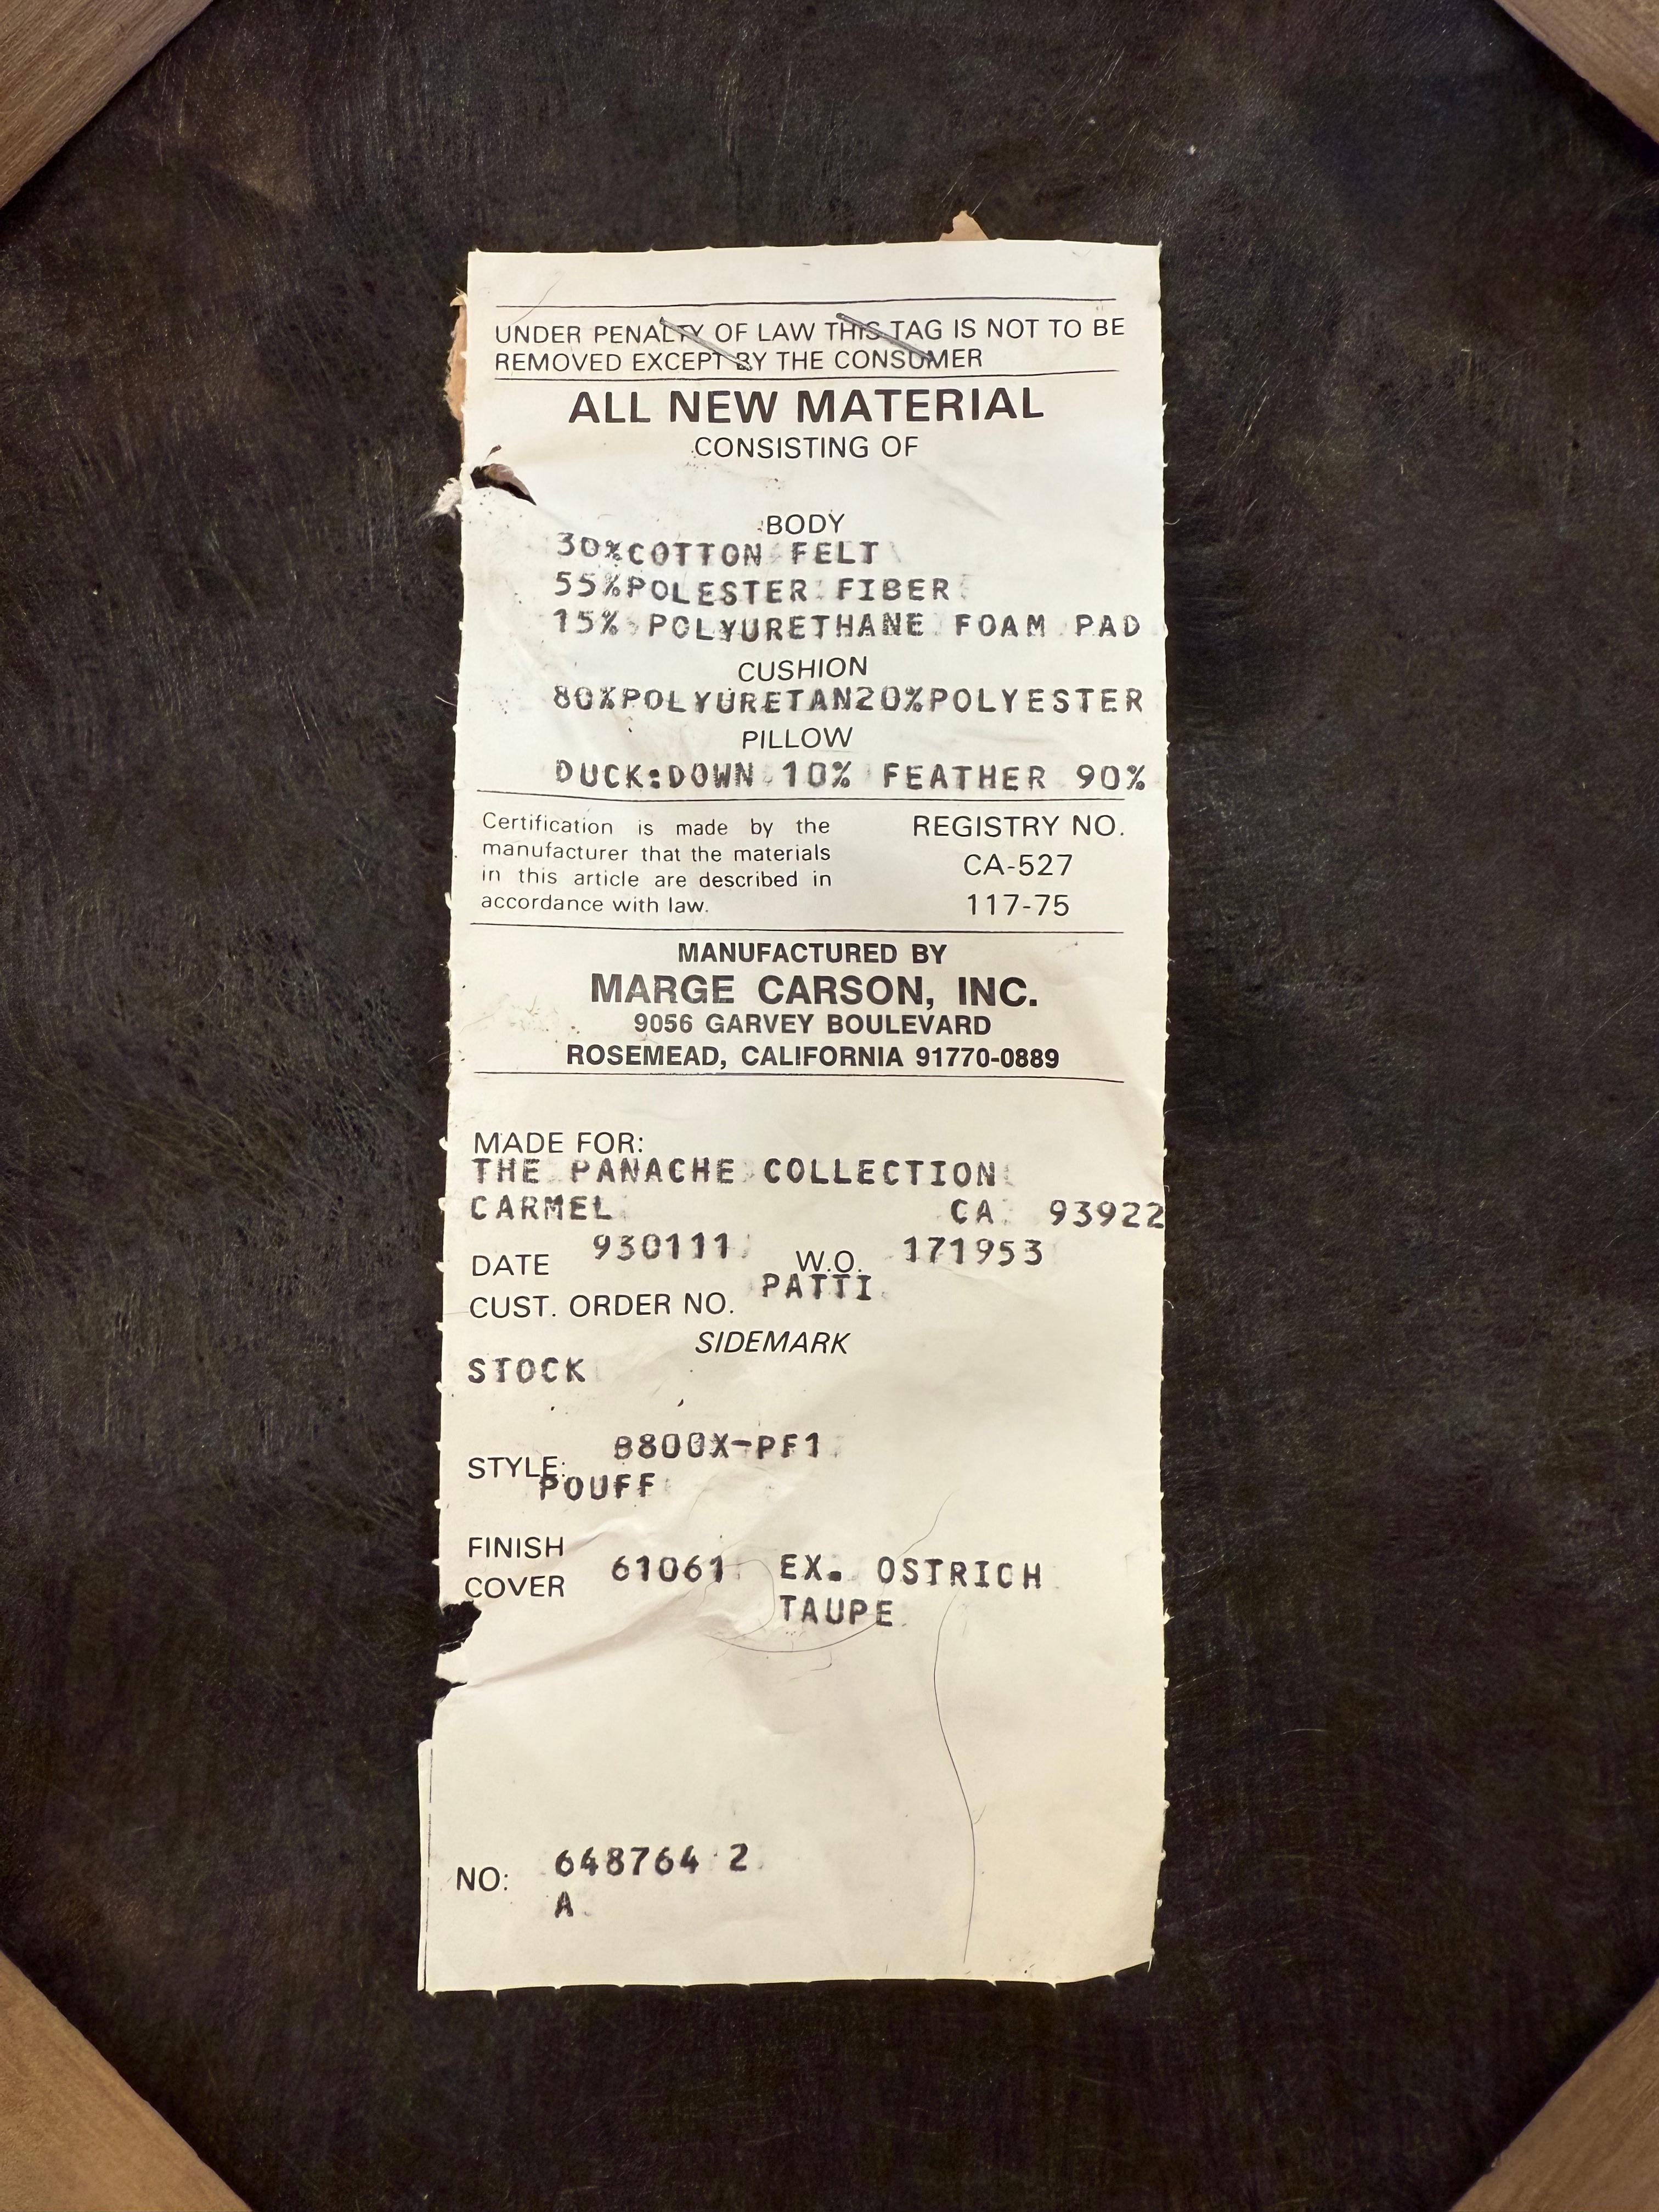 UNDER PENALTY OF LAW THIS TAG IS NOT TO BE
REMOVED EXCEPT BY THE CONSUMER
ALL NEW MATERIAL
CONSISTING OF
BODY
30%COTTON FELT
55%POLESTER FIBER
15% POLYURETHANE FOAM PAD
CUSHION
80%POLYURETAN20%POLYESTER
PILLOW
DUCK:DOWN 10% FEATHER 90%
Certification is made by the
manufacturer that the materials
in this article are described in
accordance with law.
REGISTRY NO.
CA-527
117-75
MANUFACTURED BY
MARGE CARSON, INC.
9056 GARVEY BOULEVARD
ROSEMEAD, CALIFORNIA 91770-0889
MADE FOR:
THE PANACHE COLLECTION
CARMEL CA 93922
DATE 930111 W.O. 171953
CUST. ORDER NO. PATTI
SIDEMARK
STOCK
STYLE: 8800X-PF1
POUFF
FINISH
COVER 61061 EX. OSTRICH
TAUPE
NO: 648764 2
A